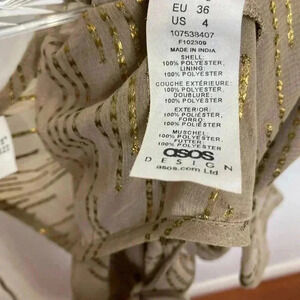 EU 36
US 4
107538407
F102309
MADE IN INDIA
SHELL:
100% POLYESTER,
LINING:
100% POLYESTER
COUCHE EXTÉRIEURE:
100% POLYESTER,
DOUBLURE:
100% POLYESTER
EXTERIOR:
100% POLIÉSTER,
FORRO:
100% POLIÉSTER
MUSCHEL:
100% POLYESTER,
FUTTER:
100% POLYESTER
asos
DESIGN
asos.com Ltd